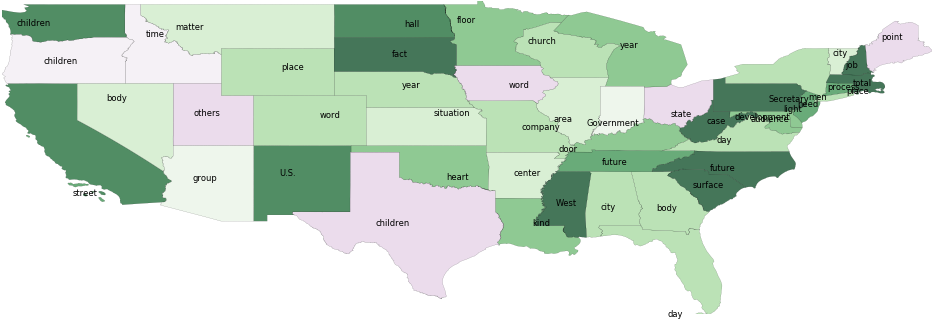 children
hall
floor
matter
time
church
year
city
point
job
children
fact
place
year
body
word
total
process
place.
Secretary
men
need
light
others
word
situation
company
area
Government
state
case
development
audience
day
door
group
U.S.
heart
center
future
future
surface
street
children
West
kind
city
body
day